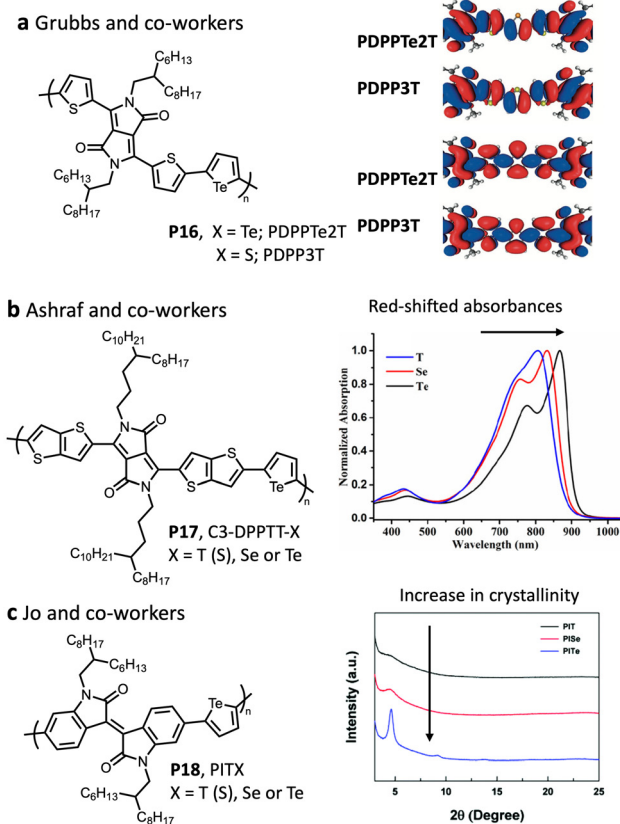 a Grubbs and co-workers
PDPPTe2T
PDPP3T
PDPPTe2T
PDPP3T
C6H13
C8H17
S
N
O
O
N
S
Te
n
C6H13
C8H17
P16, X = Te; PDPPTe2T
X = S; PDPP3T
b Ashraf and co-workers
Red-shifted absorbances
C10H21
C8H17
N
O
S
S
S
S
O
N
Te
n
C10H21
C8H17
P17, C3-DPPTT-X
X = T (S), Se or Te
T
Se
Te
Normalized Absorption
1.0
0.8
0.6
0.4
0.2
0.0
400 500 600 700 800 900 1000
Wavelength (nm)
c Jo and co-workers
Increase in crystallinity
C8H17
C6H13
N
O
Te
n
O
N
C6H13
C8H17
P18, PITX
X = T (S), Se or Te
PIT
PISe
PITe
Intensity (a.u.)
5 10 15 20 25
2θ (Degree)